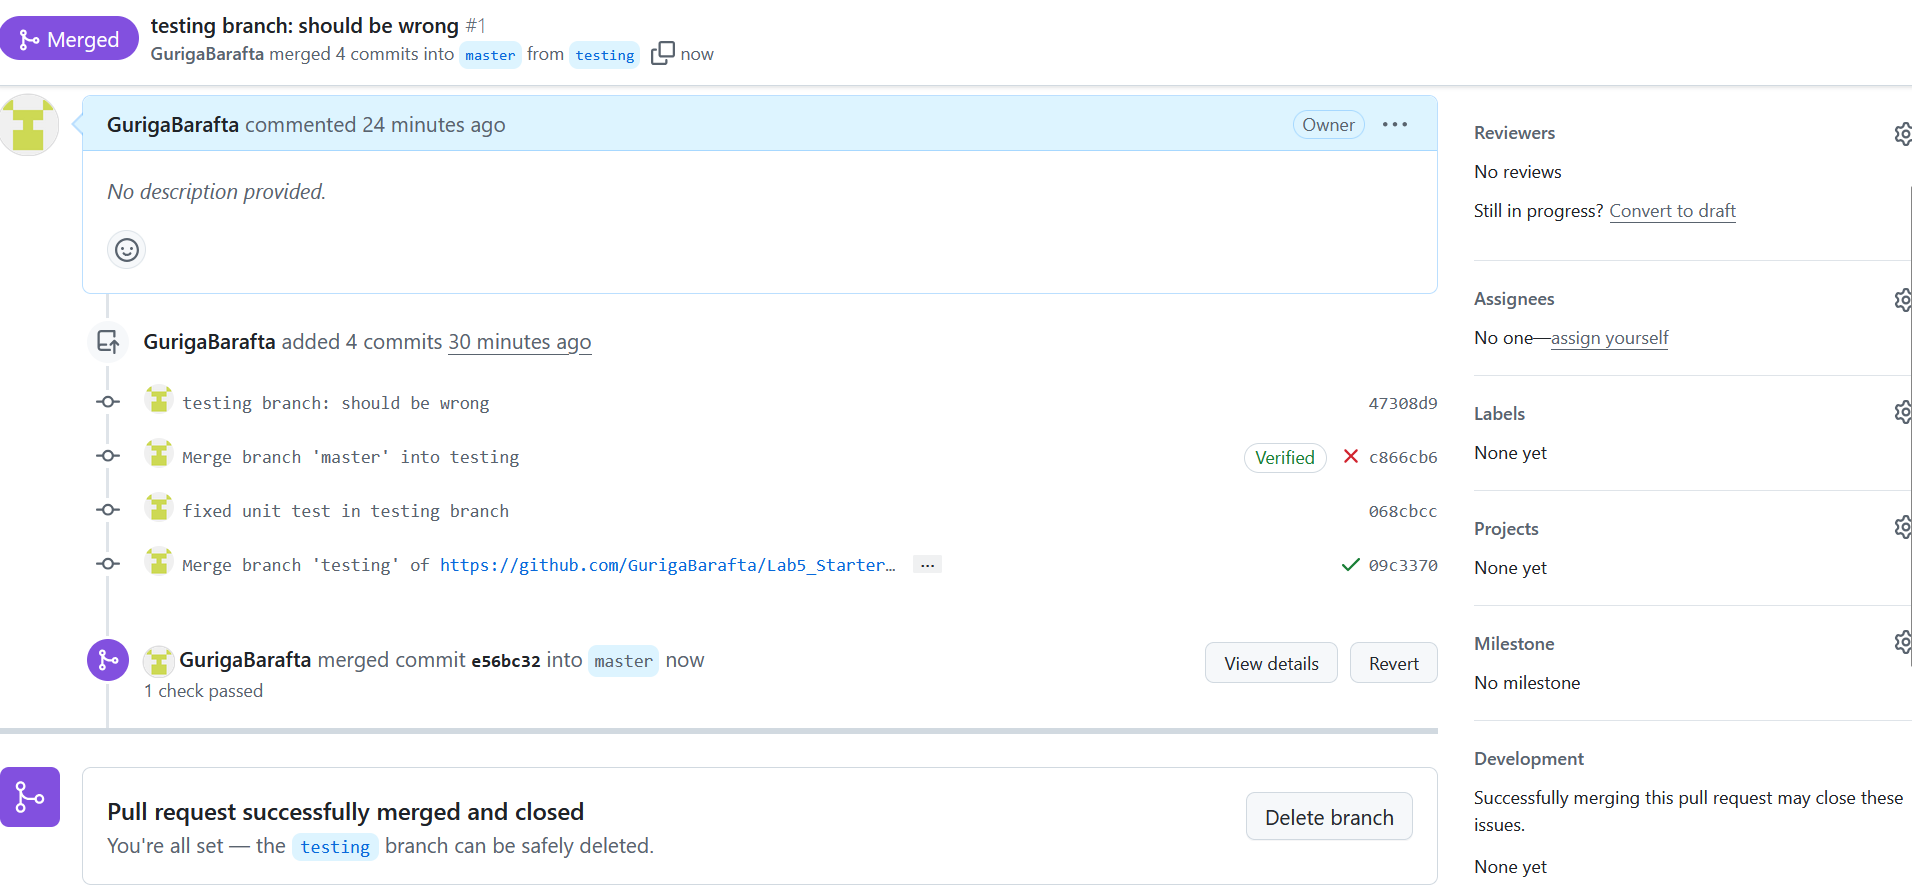 Merged
testing branch: should be wrong #1
GurigaBarafta merged 4 commits into master from testing now
GurigaBarafta commented 24 minutes ago
Owner
No description provided.
GurigaBarafta added 4 commits 30 minutes ago
testing branch: should be wrong 47308d9
Merge branch 'master' into testing Verified c866cb6
fixed unit test in testing branch 068cbcc
Merge branch 'testing' of https://github.com/GurigaBarafta/Lab5_Starter… … 09c3370
GurigaBarafta merged commit e56bc32 into master now
1 check passed
View details
Revert
Pull request successfully merged and closed
You're all set — the testing branch can be safely deleted.
Delete branch
Reviewers
No reviews
Still in progress? Convert to draft
Assignees
No one—assign yourself
Labels
None yet
Projects
None yet
Milestone
No milestone
Development
Successfully merging this pull request may close these
issues.
None yet